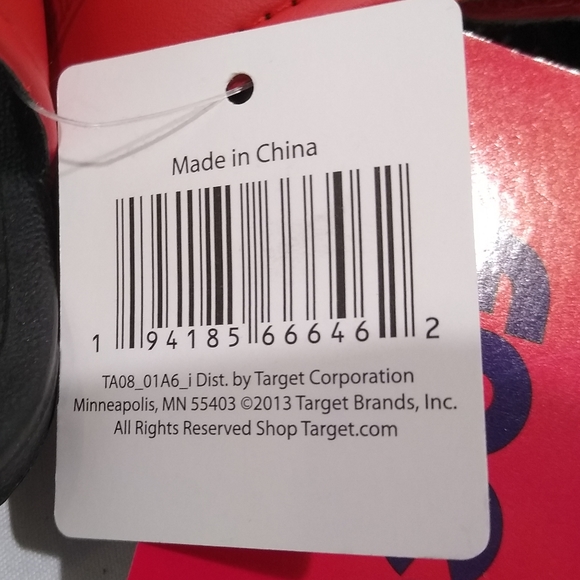 Made in China
1 94185 66646 2
TA08_01A6_i Dist. by Target Corporation
Minneapolis, MN 55403 ©2013 Target Brands, Inc.
All Rights Reserved Shop Target.com